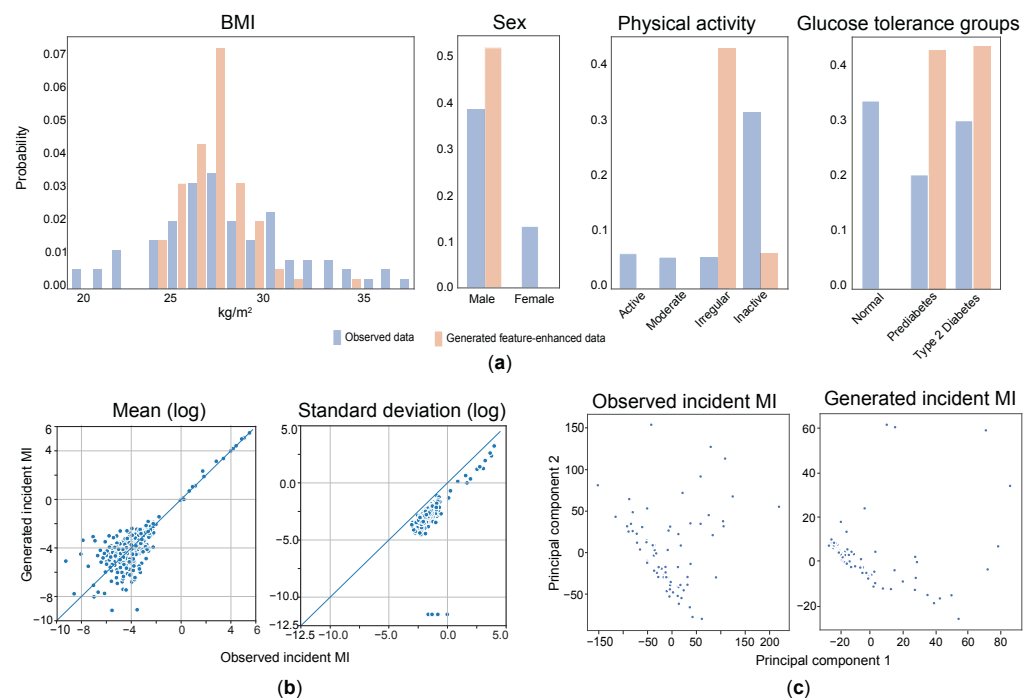 (a)
BMI
Sex
Physical activity
Glucose tolerance groups
Probability
0.07
0.06
0.05
0.04
0.03
0.02
0.01
0.00
20
25
30
35
kg/m²
0.5
0.4
0.3
0.2
0.1
0.0
Male
Female
0.4
0.3
0.2
0.1
0.0
Active
Moderate
Irregular
Inactive
0.4
0.3
0.2
0.1
0.0
Normal
Prediabetes
Type 2 Diabetes
Observed data
Generated feature-enhanced data
(a)
Mean (log)
Standard deviation (log)
Generated incident MI
6
4
2
0
−2
−4
−6
−8
−10
−10
−8
−4
0
4
6
5.0
2.5
0.0
−2.5
−5.0
−7.5
−10.0
−12.5
−12.5
−10.0
−5.0
0.0
5.0
Observed incident MI
(b)
Observed incident MI
Generated incident MI
Principal component 2
150
100
50
0
−50
−150
−50
0
50
100
200
60
40
20
0
−20
−20
0
20
40
60
80
100
Principal component 1
(c)